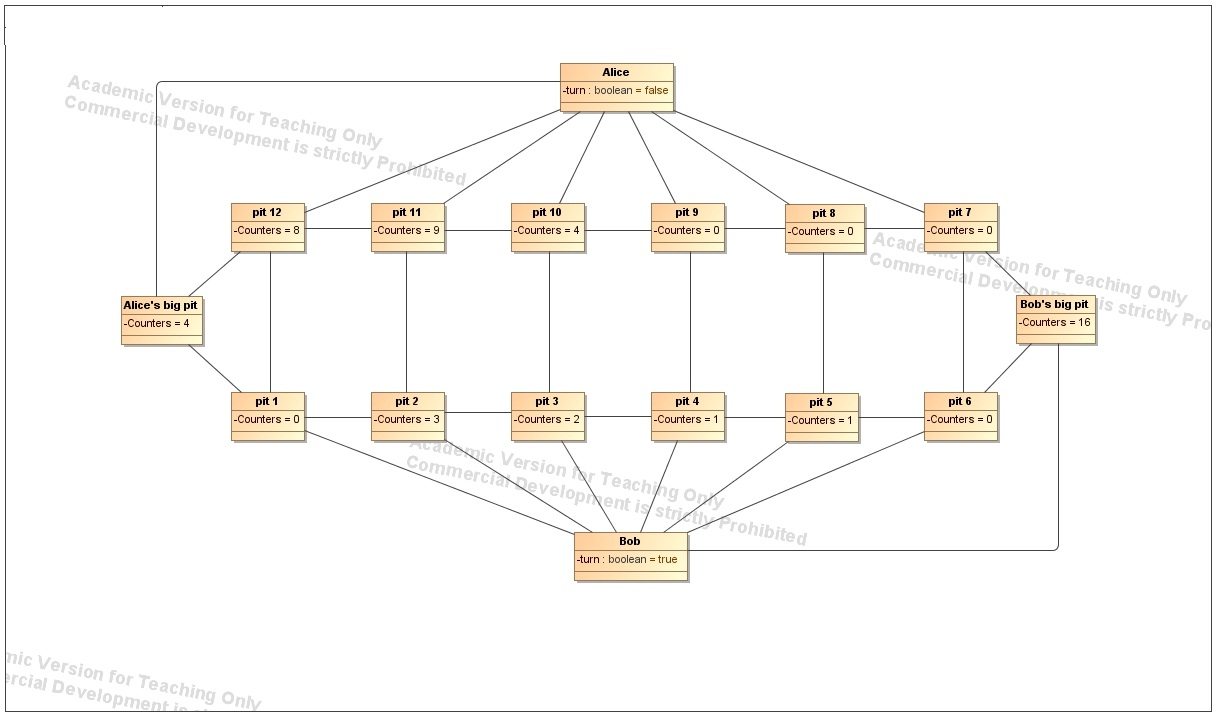 Alice
-turn : boolean = false
Academic Version for Teaching Only
Commercial Development is strictly Prohibited
pit 12
-Counters = 8
pit 11
-Counters = 9
pit 10
-Counters = 4
pit 9
-Counters = 0
pit 8
-Counters = 0
pit 7
-Counters = 0
Academic Version for Teaching Only
Commercial Development is strictly Pro
Alice's big pit
-Counters = 4
Bob's big pit
-Counters = 16
pit 1
-Counters = 0
pit 2
-Counters = 3
pit 3
-Counters = 2
pit 4
-Counters = 1
pit 5
-Counters = 1
pit 6
-Counters = 0
Academic Version for Teaching Only
Commercial Development is strictly Prohibited
Bob
-turn : boolean = true
mic Version for Teaching Only
rcial Development is